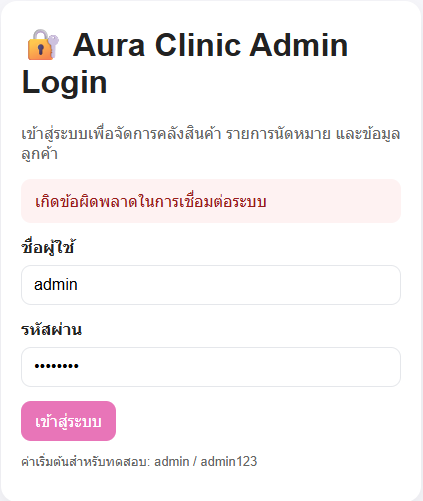 🔐 Aura Clinic Admin
Login
เข้าสู่ระบบเพื่อจัดการคลังสินค้า รายการนัดหมาย และข้อมูล
ลูกค้า
เกิดข้อผิดพลาดในการเชื่อมต่อระบบ
ชื่อผู้ใช้
admin
รหัสผ่าน
••••••••
เข้าสู่ระบบ
ค่าเริ่มต้นสำหรับทดสอบ: admin / admin123